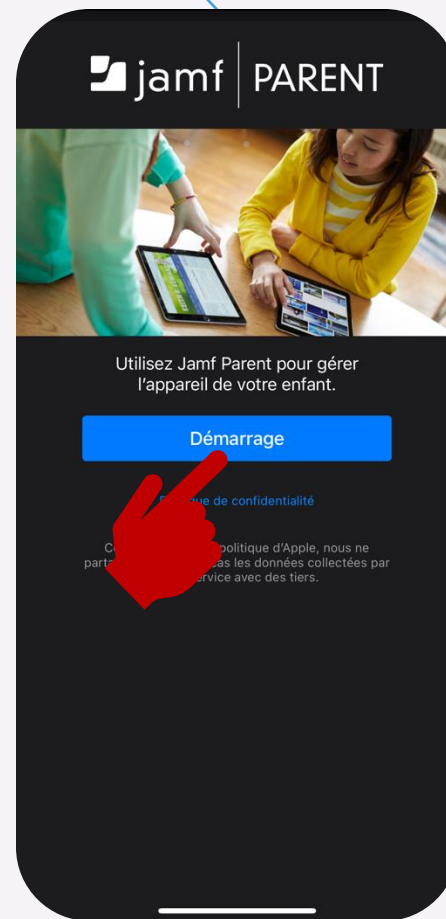 jamf | PARENT
Utilisez Jamf Parent pour gérer
l'appareil de votre enfant.
Démarrage
de confidentialité
politique d'Apple, nous ne
les données collectées par
service avec des tiers.